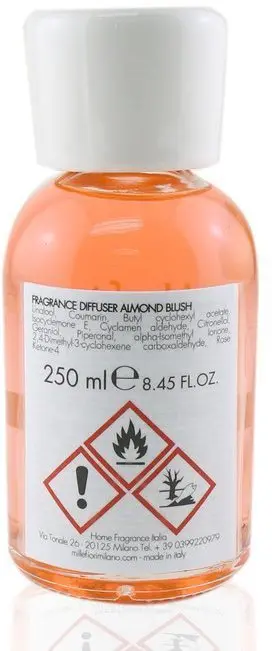 FRAGRANCE DIFFUSER ALMOND BLUSH
Linalool, Coumarin, Butyl cyclohexyl acetate,
Isocyclemone E, Cyclamen aldehyde, Citronellol,
Geraniol, Piperonal, alpha-Isomethyl Ionone,
2,4-Dimethyl-3-cyclohexene carboxaldehyde, Rose
Ketone-4
250 ml ℮ 8.45 FL.OZ.
Home Fragrance Italia
Via Tonale 26 - 20125 Milano Tel. + 39 0399220979
millefiorimilano.com - made in Italy